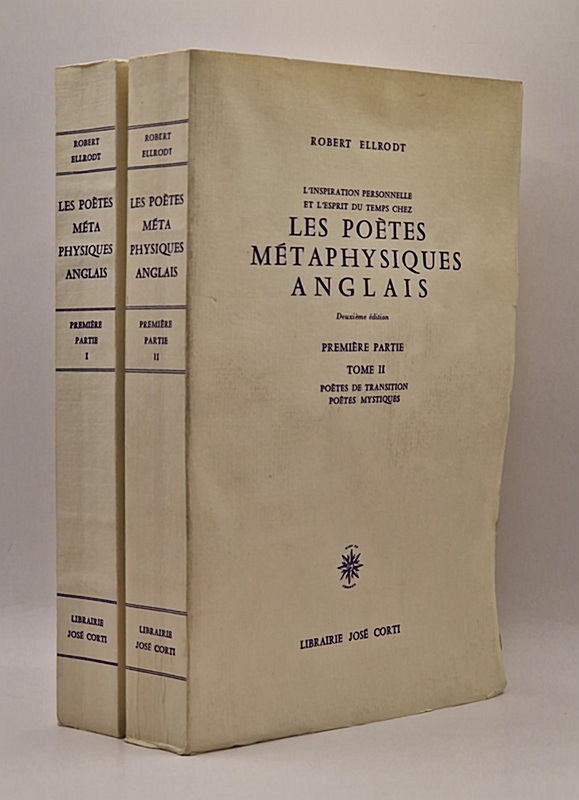 ROBERT
ELLRODT
LES POÈTES
MÉTA
PHYSIQUES
ANGLAIS
PREMIÈRE
PARTIE
I
LIBRAIRIE
JOSÉ CORTI
ROBERT
ELLRODT
LES POÈTES
MÉTA
PHYSIQUES
ANGLAIS
PREMIÈRE
PARTIE
II
LIBRAIRIE
JOSÉ CORTI
ROBERT ELLRODT
L'INSPIRATION PERSONNELLE
ET L'ESPRIT DU TEMPS CHEZ
LES POÈTES
MÉTAPHYSIQUES
ANGLAIS
Deuxième édition
PREMIÈRE PARTIE
TOME II
POÈTES DE TRANSITION
POÈTES MYSTIQUES
LIBRAIRIE JOSÉ CORTI